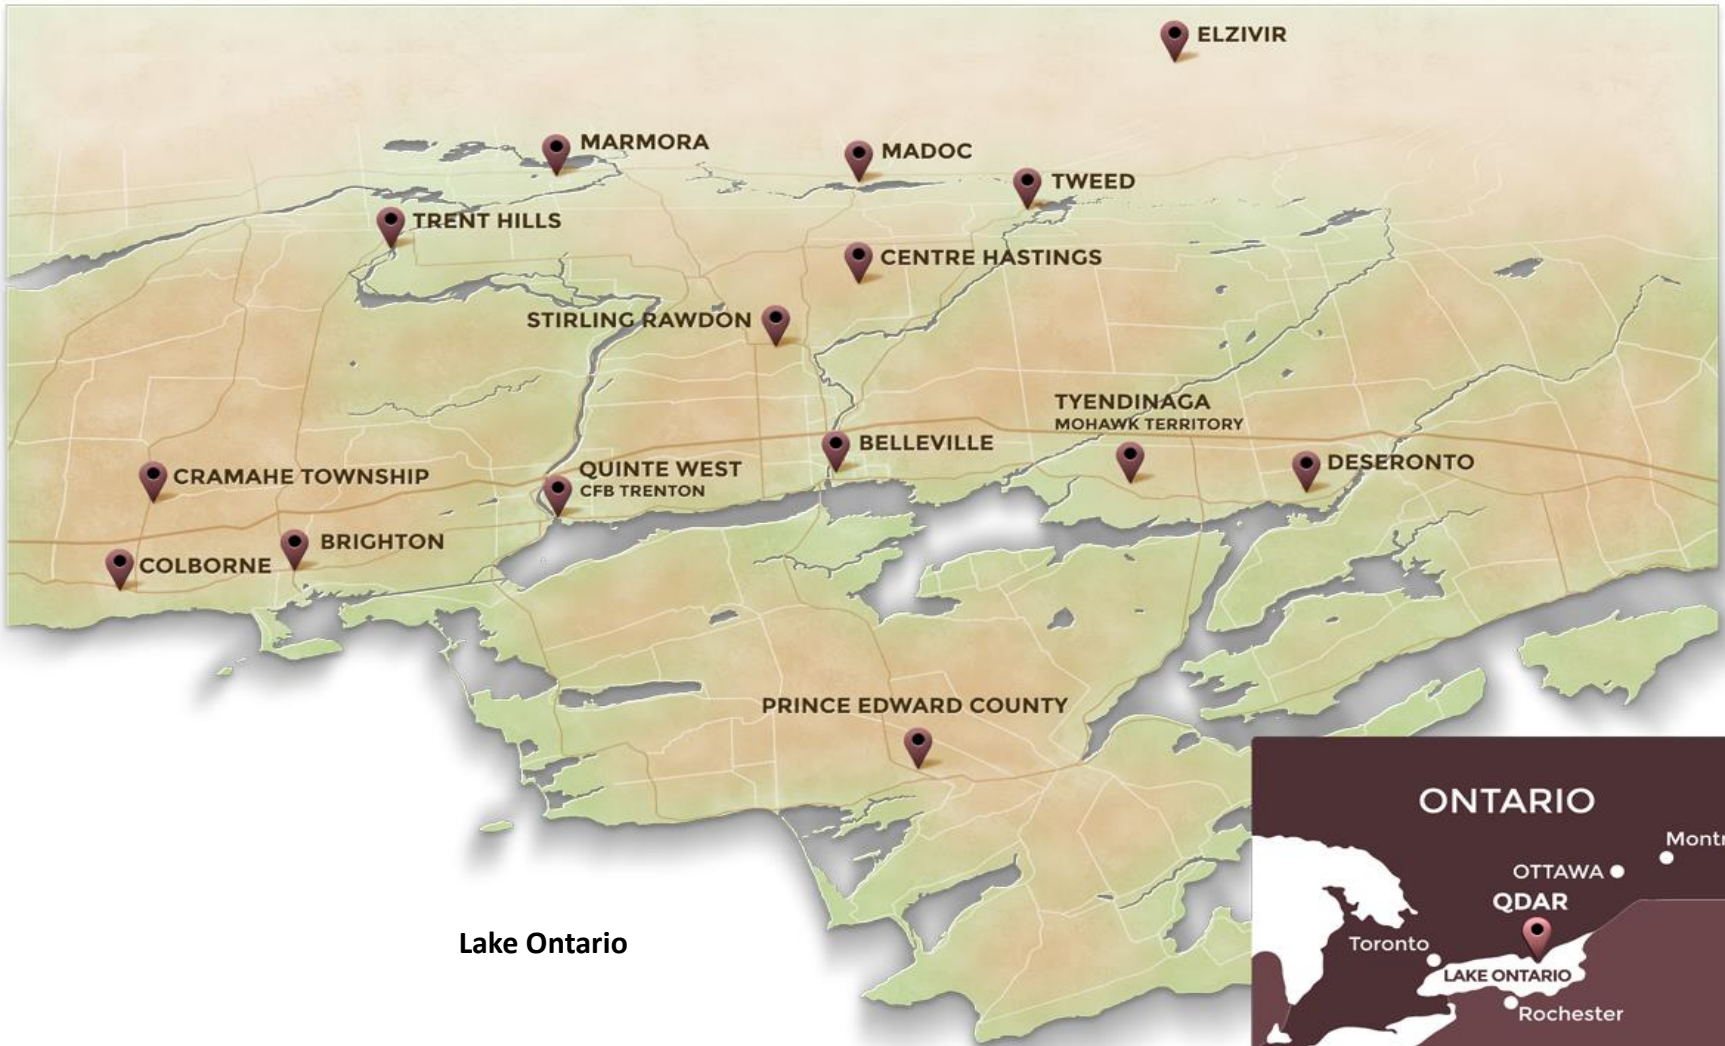 ELZIVIR
MARMORA
MADOC
TWEED
TRENT HILLS
CENTRE HASTINGS
STIRLING RAWDON
TYENDINAGA
MOHAWK TERRITORY
BELLEVILLE
DESERONTO
QUINTE WEST
CFB TRENTON
CRAMAHE TOWNSHIP
BRIGHTON
COLBORNE
PRINCE EDWARD COUNTY
Lake Ontario
ONTARIO
Montr
OTTAWA
QDAR
Toronto
LAKE ONTARIO
Rochester